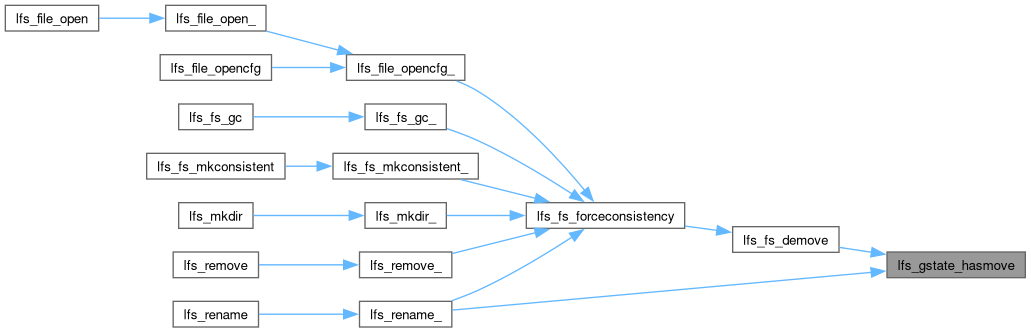 lfs_file_open
lfs_file_open_
lfs_file_opencfg
lfs_file_opencfg_
lfs_fs_gc
lfs_fs_gc_
lfs_fs_mkconsistent
lfs_fs_mkconsistent_
lfs_mkdir
lfs_mkdir_
lfs_fs_forceconsistency
lfs_fs_demove
lfs_remove
lfs_remove_
lfs_gstate_hasmove
lfs_rename
lfs_rename_